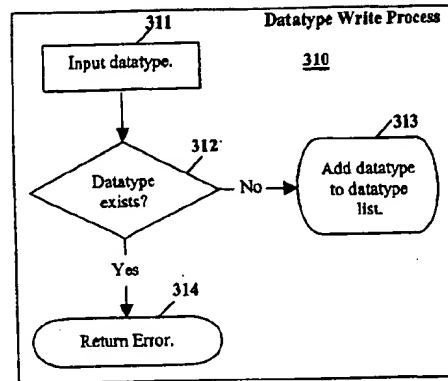 311
Datatype Write Process
Input datatype.
310
312
313
Datatype
exists?
No
Add datatype
to datatype
list.
Yes
314
Return Error.